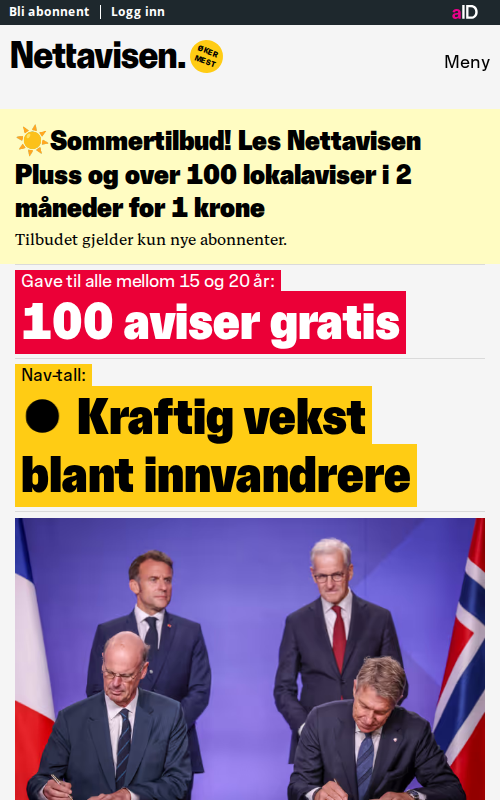 Bli abonnent
Logg inn
aID
Nettavisen.
ØKER
MEST
Meny
☀️Sommertilbud! Les Nettavisen
Pluss og over 100 lokalaviser i 2
måneder for 1 krone
Tilbudet gjelder kun nye abonnenter.
Gave til alle mellom 15 og 20 år:
100 aviser gratis
Nav-tall:
● Kraftig vekst
blant innvandrere